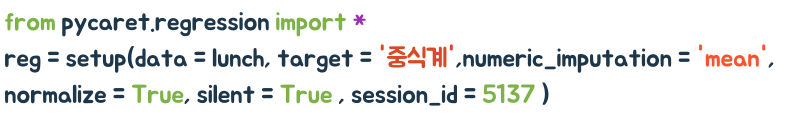 from pycaret.regression import *
reg = setup(data = lunch, target = '중식계',numeric_imputation = 'mean',
normalize = True, silent = True , session_id = 5137 )